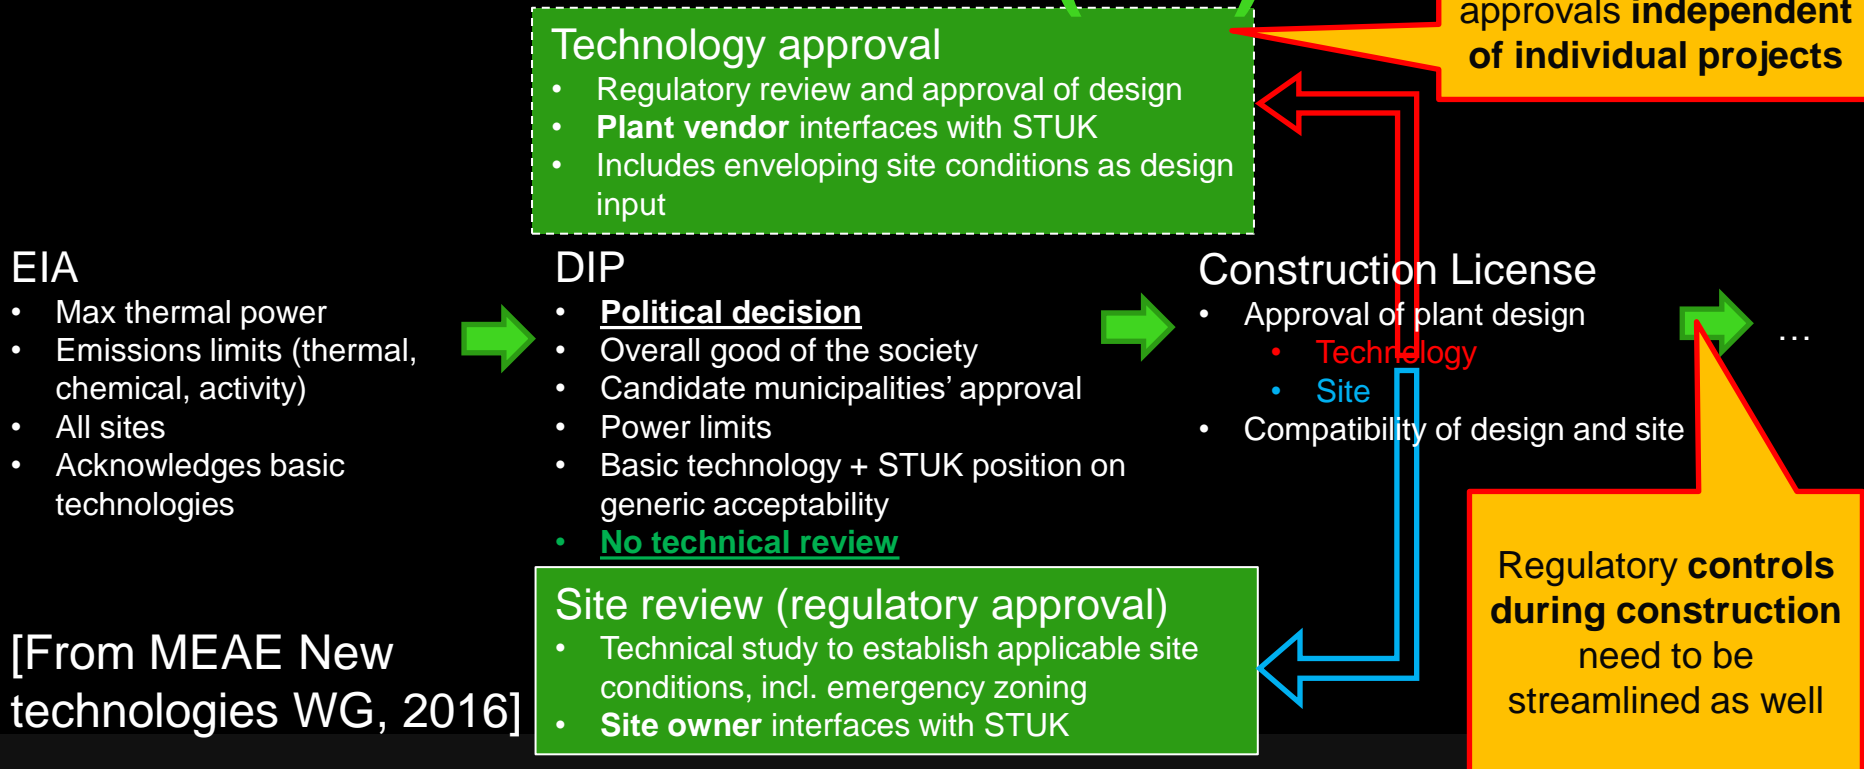 approvals independent
of individual projects
Technology approval
• Regulatory review and approval of design
• Plant vendor interfaces with STUK
• Includes enveloping site conditions as design
input
EIA
• Max thermal power
• Emissions limits (thermal,
chemical, activity)
• All sites
• Acknowledges basic
technologies
DIP
• Political decision
• Overall good of the society
• Candidate municipalities’ approval
• Power limits
• Basic technology + STUK position on
generic acceptability
• No technical review
Construction License
• Approval of plant design
• Technology
• Site
• Compatibility of design and site
…
Site review (regulatory approval)
• Technical study to establish applicable site
conditions, incl. emergency zoning
• Site owner interfaces with STUK
Regulatory controls
during construction
need to be
streamlined as well
[From MEAE New
technologies WG, 2016]